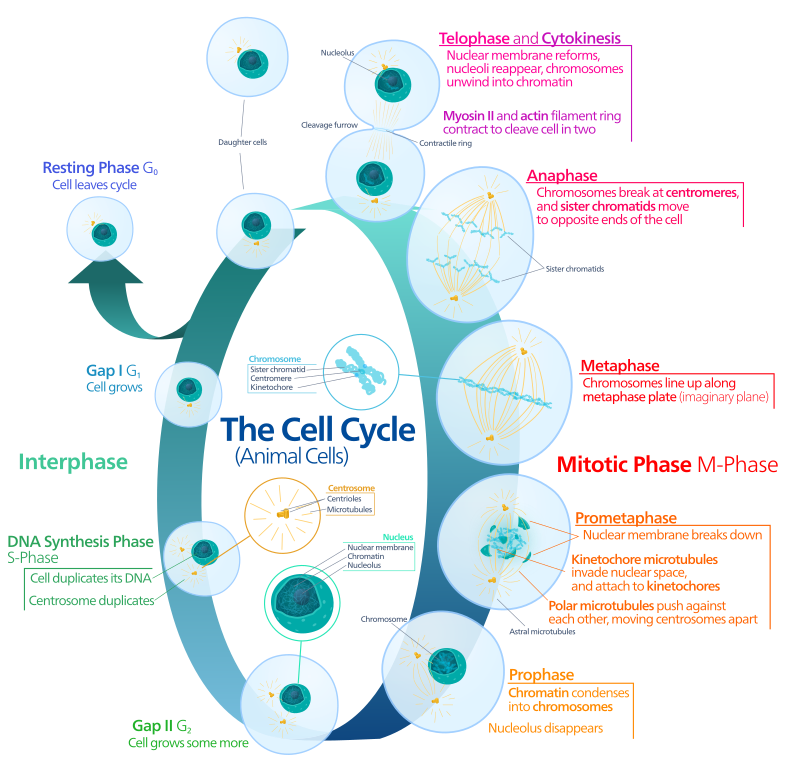 Telophase and Cytokinesis
Nuclear membrane reforms,
nucleoli reappear, chromosomes
unwind into chromatin
Myosin II and actin filament ring
contract to cleave cell in two
Nucleolus
Cleavage furrow
Contractile ring
Daughter cells
Resting Phase G₀
Cell leaves cycle
Anaphase
Chromosomes break at centromeres,
and sister chromatids move
to opposite ends of the cell
Sister chromatids
Gap I G₁
Cell grows
Chromosome
Sister chromatid
Centromere
Kinetochore
Metaphase
Chromosomes line up along
metaphase plate (imaginary plane)
The Cell Cycle
(Animal Cells)
Interphase
Mitotic Phase M-Phase
Centrosome
Centrioles
Microtubules
Prometaphase
Nuclear membrane breaks down
Kinetochore microtubules
invade nuclear space,
and attach to kinetochores
Polar microtubules push against
each other, moving centrosomes apart
Astral microtubules
DNA Synthesis Phase
S-Phase
Cell duplicates its DNA
Centrosome duplicates
Nucleus
Nuclear membrane
Chromatin
Nucleolus
Chromosome
Prophase
Chromatin condenses
into chromosomes
Nucleolus disappears
Gap II G₂
Cell grows some more